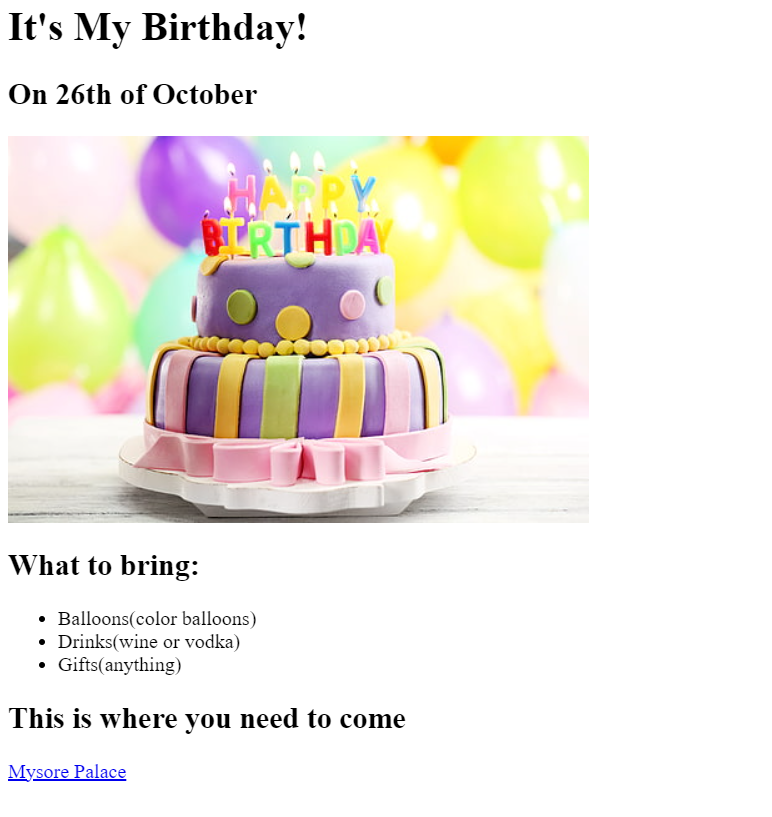 It's My Birthday!
On 26th of October
HAPPY
BIRTHDAY
What to bring:
Balloons(color balloons)
Drinks(wine or vodka)
Gifts(anything)
This is where you need to come
Mysore Palace